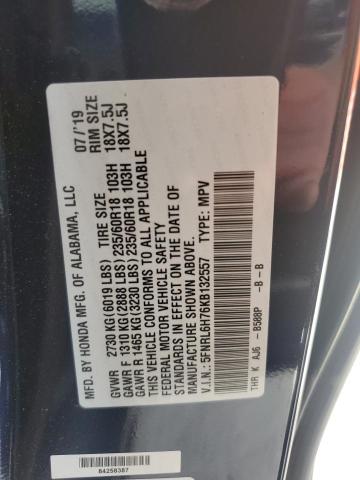 MFD. BY HONDA MFG. OF ALABAMA, LLC 07/'19
GVWR 2730 KG(6019 LBS) TIRE SIZE RIM SIZE
GAWR F 1310 KG(2888 LBS)235/60R18 103H 18X7.5J
GAWR R 1465 KG(3230 LBS)235/60R18 103H 18X7.5J
THIS VEHICLE CONFORMS TO ALL APPLICABLE
FEDERAL MOTOR VEHICLE SAFETY
STANDARDS IN EFFECT ON THE DATE OF
MANUFACTURE SHOWN ABOVE.
V.I.N.: 5FNRL6H76KB132557 TYPE: MPV
THR K AJ6 - B588P -B - B
84258387